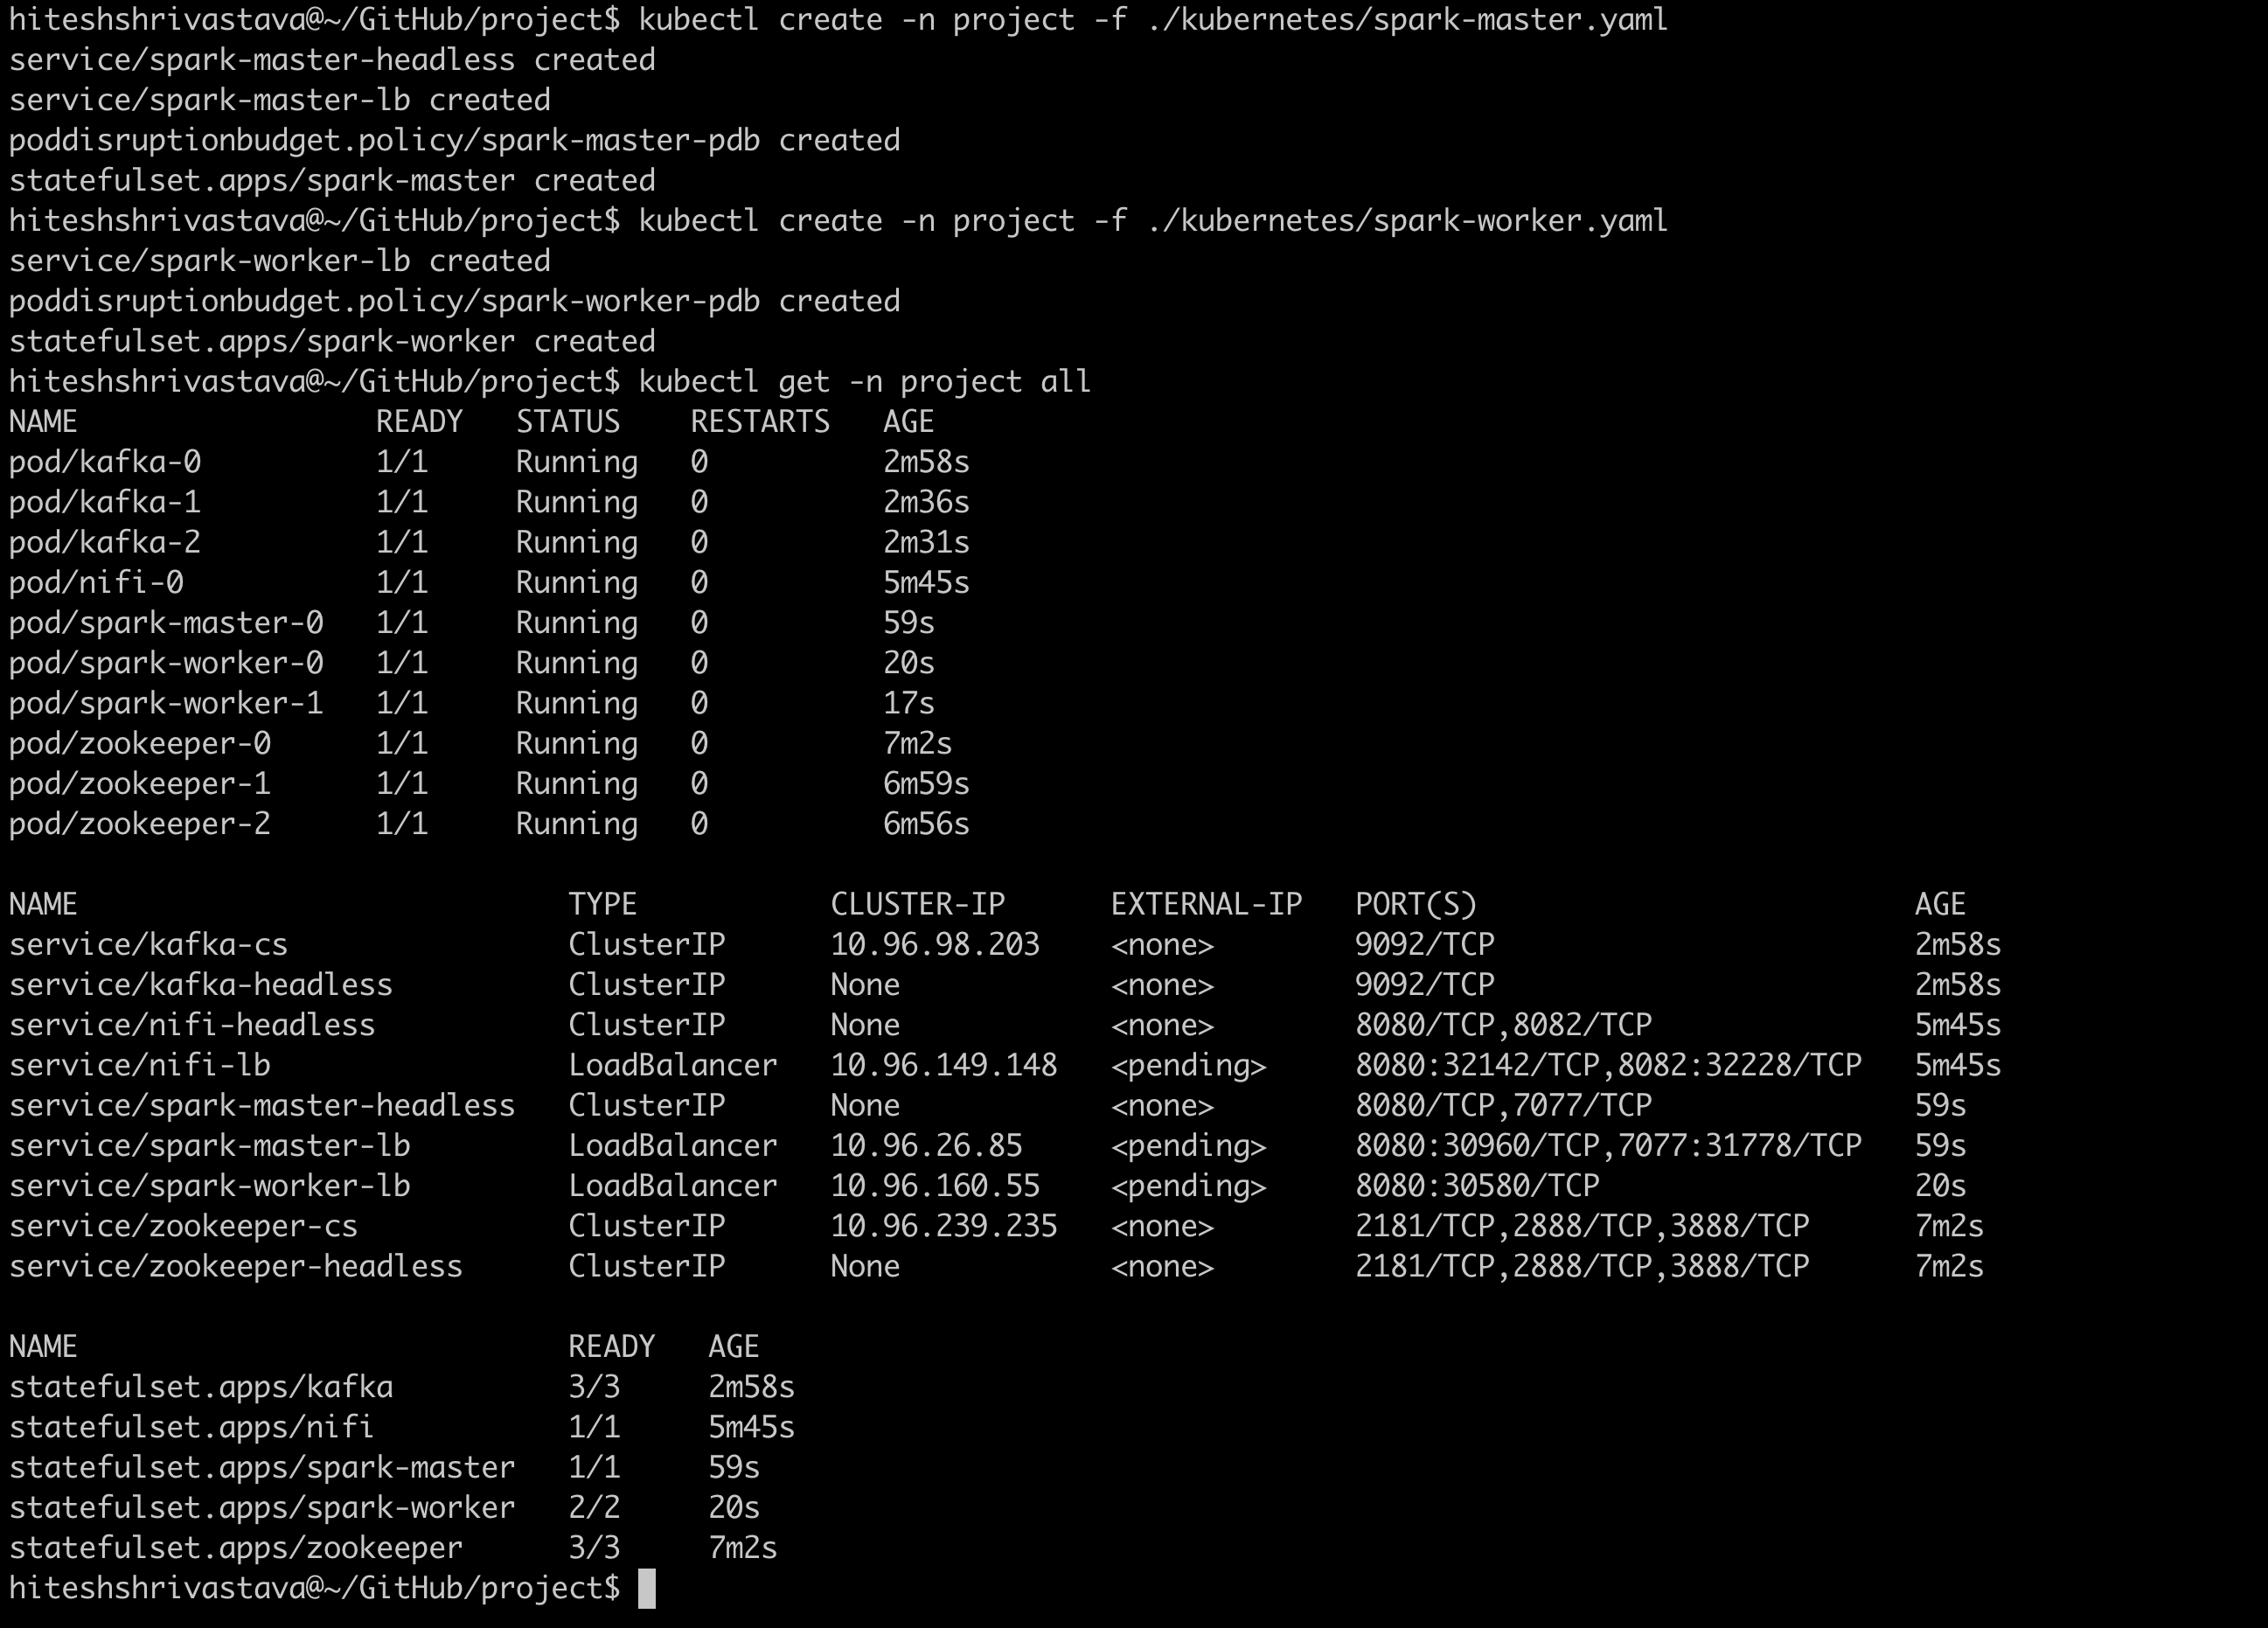 hiteshshrivastava@~/GitHub/project$ kubectl create -n project -f ./kubernetes/spark-master.yaml
service/spark-master-headless created
service/spark-master-lb created
poddisruptionbudget.policy/spark-master-pdb created
statefulset.apps/spark-master created
hiteshshrivastava@~/GitHub/project$ kubectl create -n project -f ./kubernetes/spark-worker.yaml
service/spark-worker-lb created
poddisruptionbudget.policy/spark-worker-pdb created
statefulset.apps/spark-worker created
hiteshshrivastava@~/GitHub/project$ kubectl get -n project all
NAME                 READY   STATUS    RESTARTS   AGE
pod/kafka-0          1/1     Running   0          2m58s
pod/kafka-1          1/1     Running   0          2m36s
pod/kafka-2          1/1     Running   0          2m31s
pod/nifi-0           1/1     Running   0          5m45s
pod/spark-master-0   1/1     Running   0          59s
pod/spark-worker-0   1/1     Running   0          20s
pod/spark-worker-1   1/1     Running   0          17s
pod/zookeeper-0      1/1     Running   0          7m2s
pod/zookeeper-1      1/1     Running   0          6m59s
pod/zookeeper-2      1/1     Running   0          6m56s

NAME                            TYPE           CLUSTER-IP      EXTERNAL-IP   PORT(S)                         AGE
service/kafka-cs                ClusterIP      10.96.98.203    <none>        9092/TCP                        2m58s
service/kafka-headless          ClusterIP      None            <none>        9092/TCP                        2m58s
service/nifi-headless           ClusterIP      None            <none>        8080/TCP,8082/TCP               5m45s
service/nifi-lb                 LoadBalancer   10.96.149.148   <pending>     8080:32142/TCP,8082:32228/TCP   5m45s
service/spark-master-headless   ClusterIP      None            <none>        8080/TCP,7077/TCP               59s
service/spark-master-lb         LoadBalancer   10.96.26.85     <pending>     8080:30960/TCP,7077:31778/TCP   59s
service/spark-worker-lb         LoadBalancer   10.96.160.55    <pending>     8080:30580/TCP                  20s
service/zookeeper-cs            ClusterIP      10.96.239.235   <none>        2181/TCP,2888/TCP,3888/TCP      7m2s
service/zookeeper-headless      ClusterIP      None            <none>        2181/TCP,2888/TCP,3888/TCP      7m2s

NAME                            READY   AGE
statefulset.apps/kafka          3/3     2m58s
statefulset.apps/nifi           1/1     5m45s
statefulset.apps/spark-master   1/1     59s
statefulset.apps/spark-worker   2/2     20s
statefulset.apps/zookeeper      3/3     7m2s
hiteshshrivastava@~/GitHub/project$